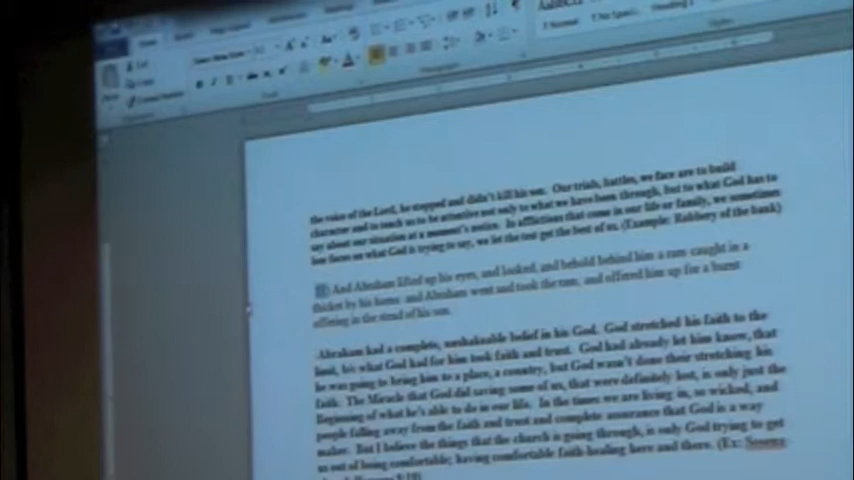 the voice of the Lord, he stopped and didn't kill his son. Our trials, battles, we face are to build
character and to teach us to be attentive not only to what we have been through, but to what God has to
say about our situation at a moment's notice. In afflictions that come in our life or family, we sometimes
lose focus on what God is trying to say, we let the test get the best of us. (Example: Robbery of the bank)
And Abraham lifted up his eyes, and looked, and behold behind him a ram caught in a
thicket by his horns: and Abraham went and took the ram, and offered him up for a burnt
offering in the stead of his son.
Abraham had a complete, unshakeable belief in his God. God stretched his faith to the
limit, his what God had for him took faith and trust. God had already let him know, that
he was going to bring him to a place, a country, but God wasn't done their stretching his
faith. The Miracle that God did saving some of us, that were definitely lost, is only just the
Beginning of what he's able to do in our life. In the times we are living in, so wicked, and
people falling away from the faith and trust and complete assurance that God is a way
maker. But I believe the things that the church is going through, is only God trying to get
us out of being comfortable; having comfortable faith healing here and there. (Ex: